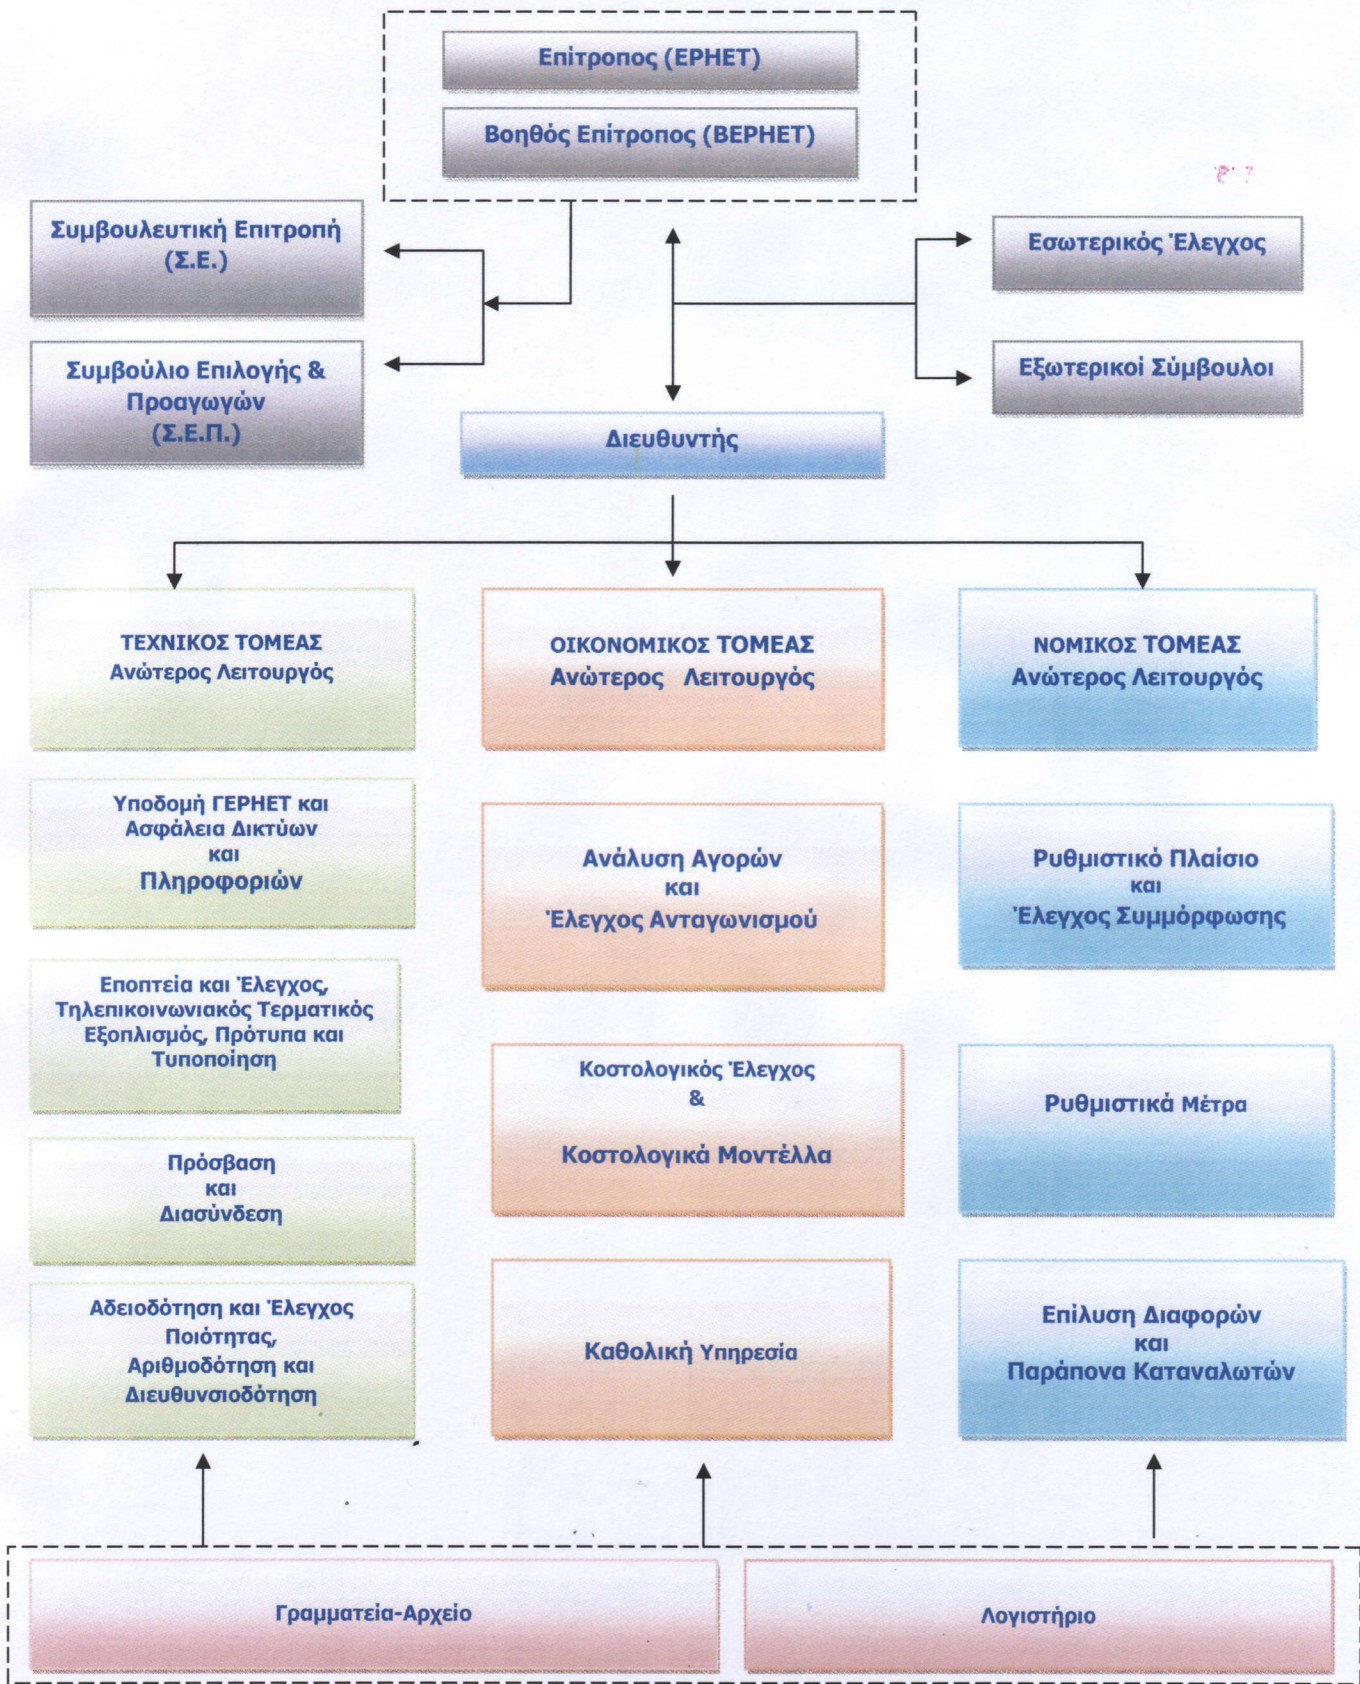 Επίτροπος (ΕΡΗΕΤ)
Βοηθός Επίτροπος (ΒΕΡΗΕΤ)
Συμβουλευτική Επιτροπή
(Σ.Ε.)
Συμβούλιο Επιλογής &
Προαγωγών
(Σ.Ε.Π.)
Εσωτερικός Έλεγχος
Εξωτερικοί Σύμβουλοι
Διευθυντής
ΤΕΧΝΙΚΟΣ ΤΟΜΕΑΣ
Ανώτερος Λειτουργός
Υποδομή ΓΕΡΗΕΤ και
Ασφάλεια Δικτύων
και
Πληροφοριών
Εποπτεία και Έλεγχος,
Τηλεπικοινωνιακός Τερματικός
Εξοπλισμός, Πρότυπα και
Τυποποίηση
Πρόσβαση
και
Διασύνδεση
Αδειοδότηση και Έλεγχος
Ποιότητας,
Αριθμοδότηση και
Διευθυνσιοδότηση
ΟΙΚΟΝΟΜΙΚΟΣ ΤΟΜΕΑΣ
Ανώτερος Λειτουργός
Ανάλυση Αγορών
και
Έλεγχος Ανταγωνισμού
Κοστολογικός Έλεγχος
&
Κοστολογικά Μοντέλλα
Καθολική Υπηρεσία
ΝΟΜΙΚΟΣ ΤΟΜΕΑΣ
Ανώτερος Λειτουργός
Ρυθμιστικό Πλαίσιο
και
Έλεγχος Συμμόρφωσης
Ρυθμιστικά Μέτρα
Επίλυση Διαφορών
και
Παράπονα Καταναλωτών
Γραμματεία-Αρχείο
Λογιστήριο